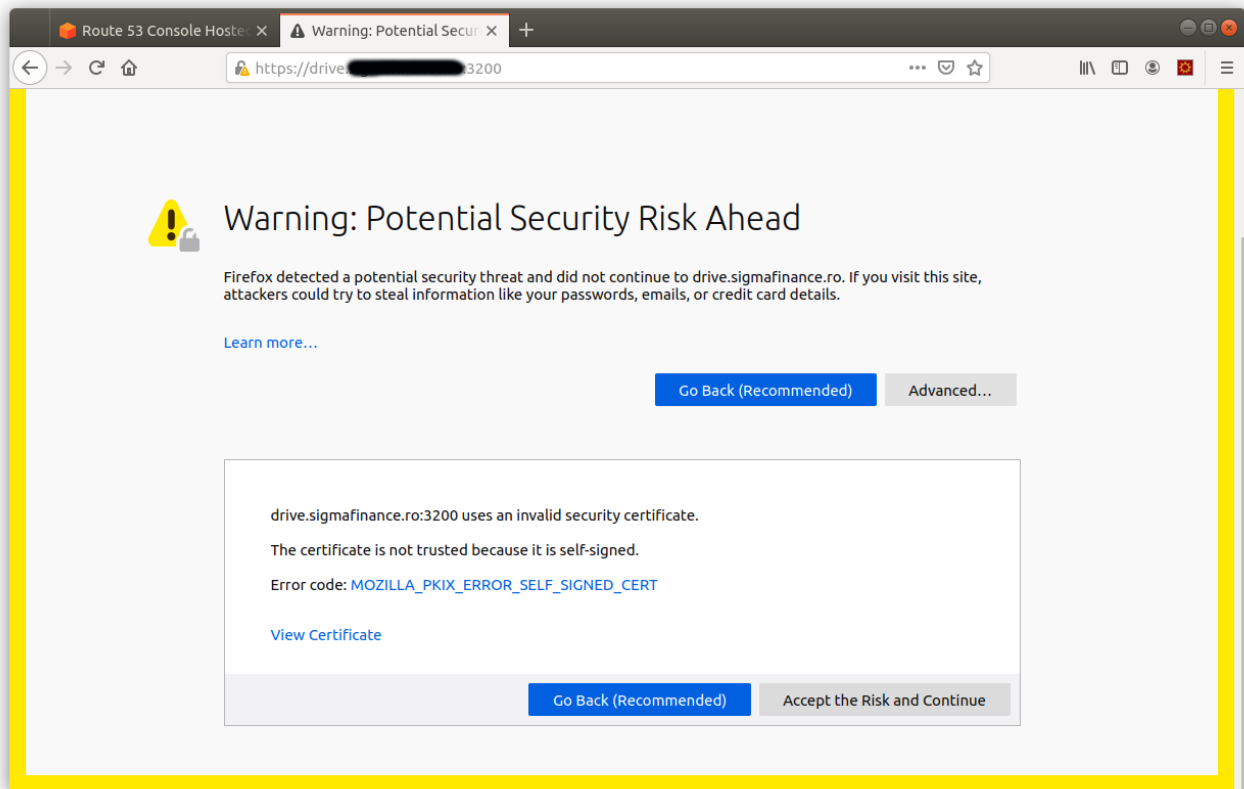 Route 53 Console Hosted
Warning: Potential Secur
https://drive. :3200
Warning: Potential Security Risk Ahead
Firefox detected a potential security threat and did not continue to drive.sigmafinance.ro. If you visit this site,
attackers could try to steal information like your passwords, emails, or credit card details.
Learn more…
Go Back (Recommended)
Advanced…
drive.sigmafinance.ro:3200 uses an invalid security certificate.
The certificate is not trusted because it is self-signed.
Error code: MOZILLA_PKIX_ERROR_SELF_SIGNED_CERT
View Certificate
Go Back (Recommended)
Accept the Risk and Continue